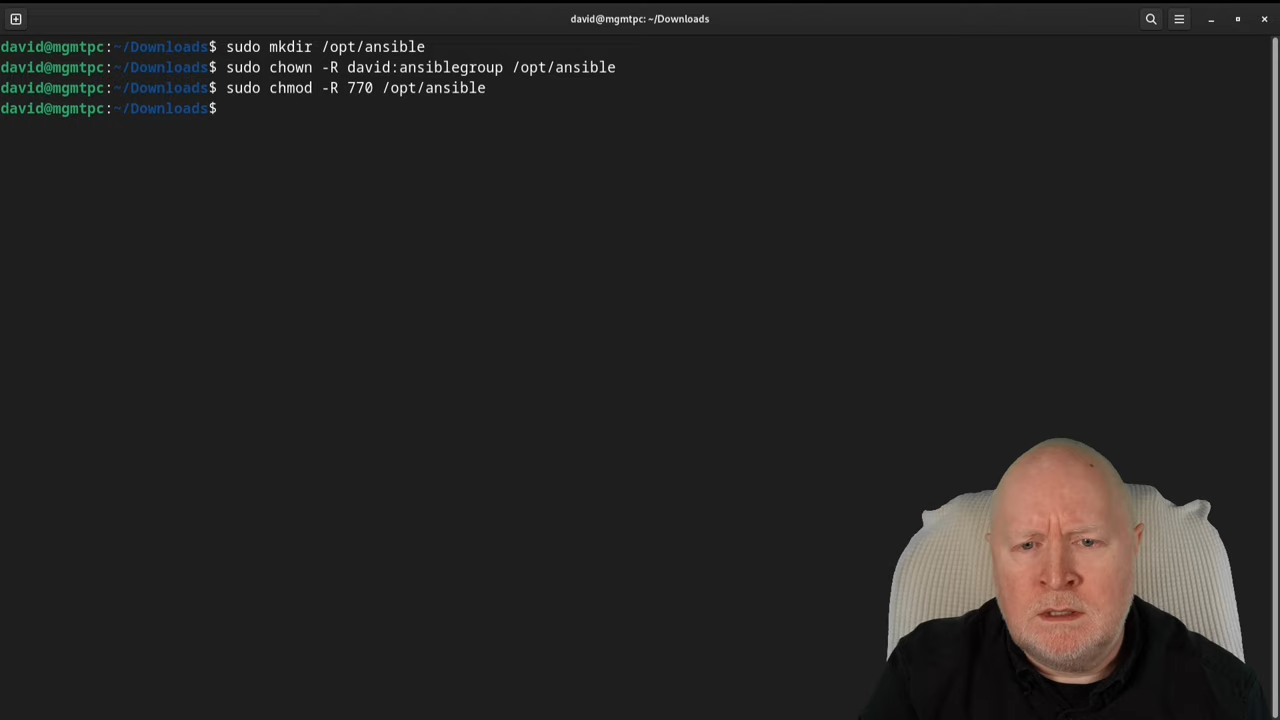 david@mgmtpc: ~/Downloads
david@mgmtpc:~/Downloads$ sudo mkdir /opt/ansible
david@mgmtpc:~/Downloads$ sudo chown -R david:ansiblegroup /opt/ansible
david@mgmtpc:~/Downloads$ sudo chmod -R 770 /opt/ansible
david@mgmtpc:~/Downloads$